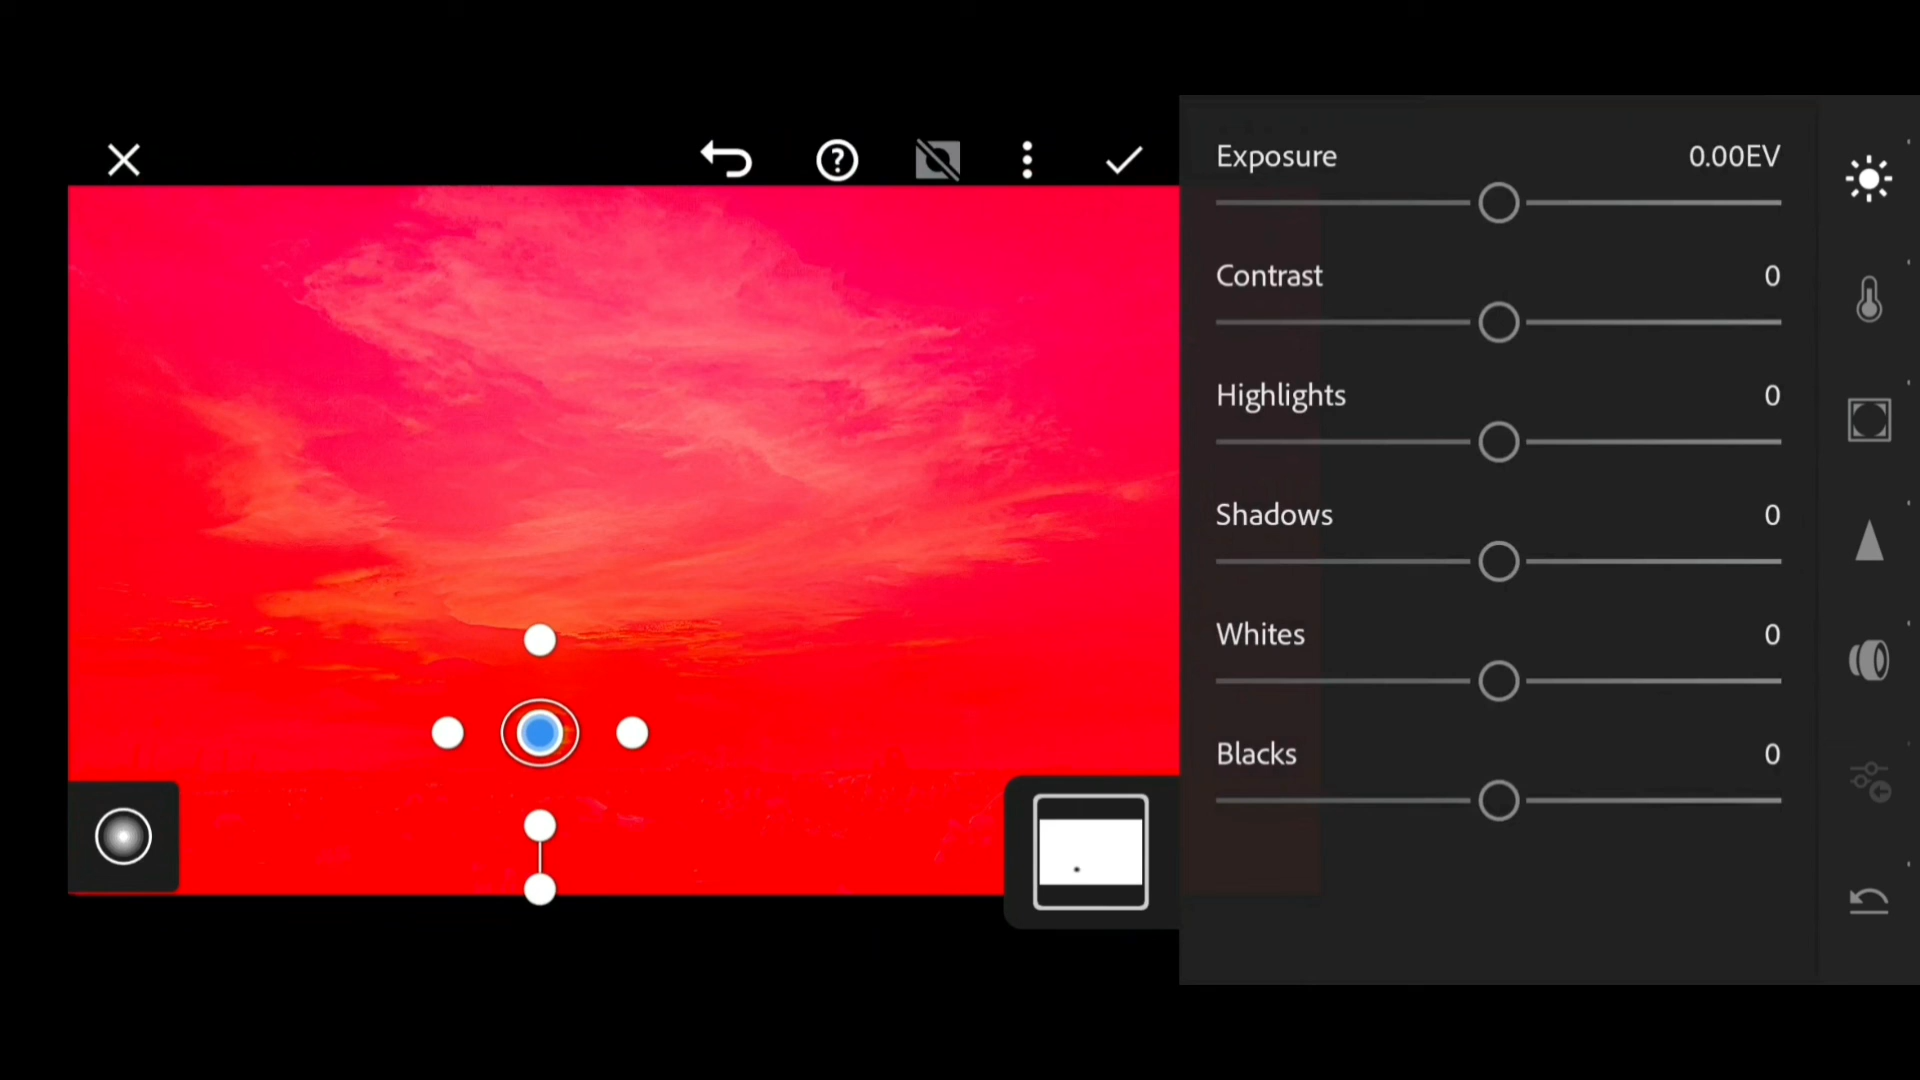 Exposure 0.00EV
Contrast 0
Highlights 0
Shadows 0
Whites 0
Blacks 0